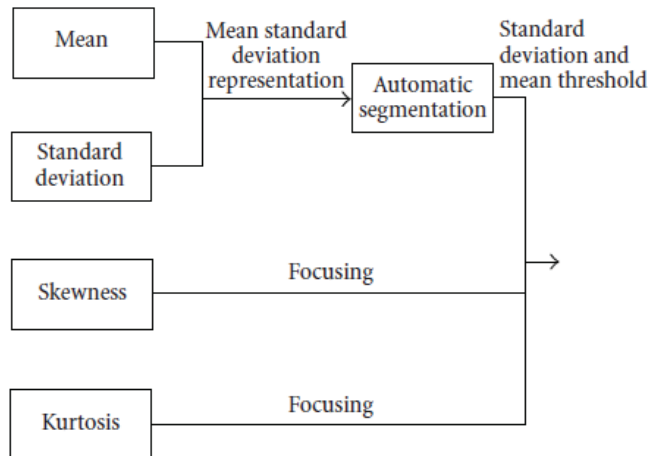 Mean
Mean standard
deviation
representation
Standard
deviation and
mean threshold
Automatic
segmentation
Standard
deviation
Skewness
Focusing
Kurtosis
Focusing